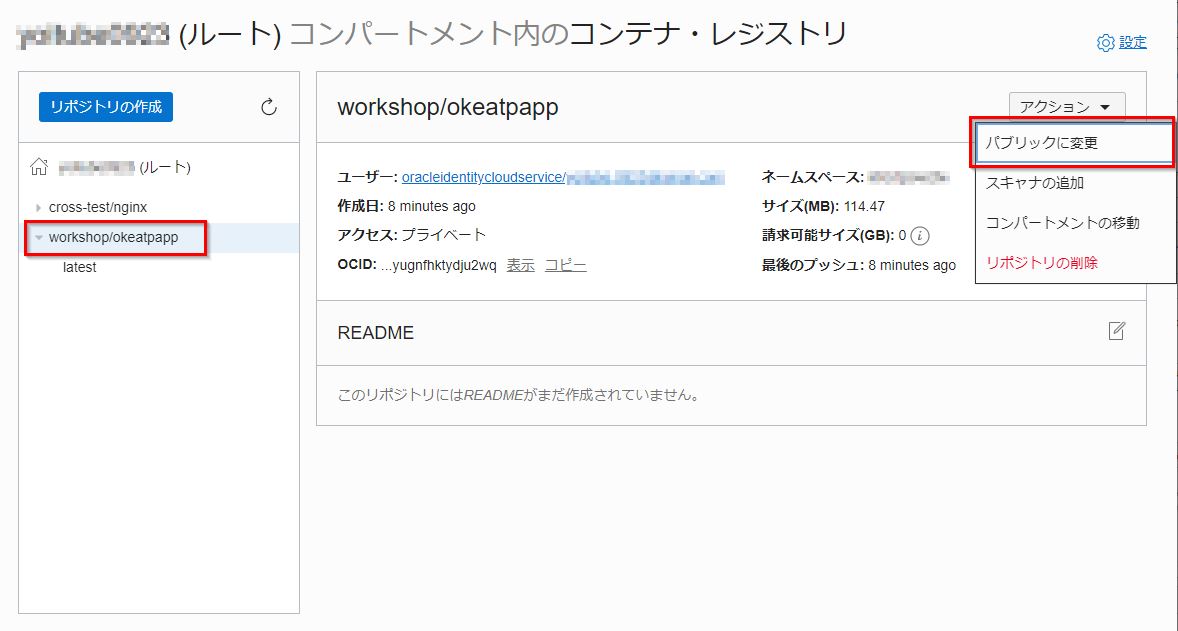 (ルート) コンパートメント内のコンテナ・レジストリ
設定
リポジトリの作成
(ルート)
cross-test/nginx
workshop/okeatpapp
latest
workshop/okeatpapp
アクション
パブリックに変更
スキャナの追加
コンパートメントの移動
リポジトリの削除
ユーザー: oracleidentitycloudservice/
作成日: 8 minutes ago
アクセス: プライベート
OCID: ...yugnfhktydju2wq 表示 コピー
ネームスペース:
サイズ(MB): 114.47
請求可能サイズ(GB): 0
最後のプッシュ: 8 minutes ago
README
このリポジトリにはREADMEがまだ作成されていません。